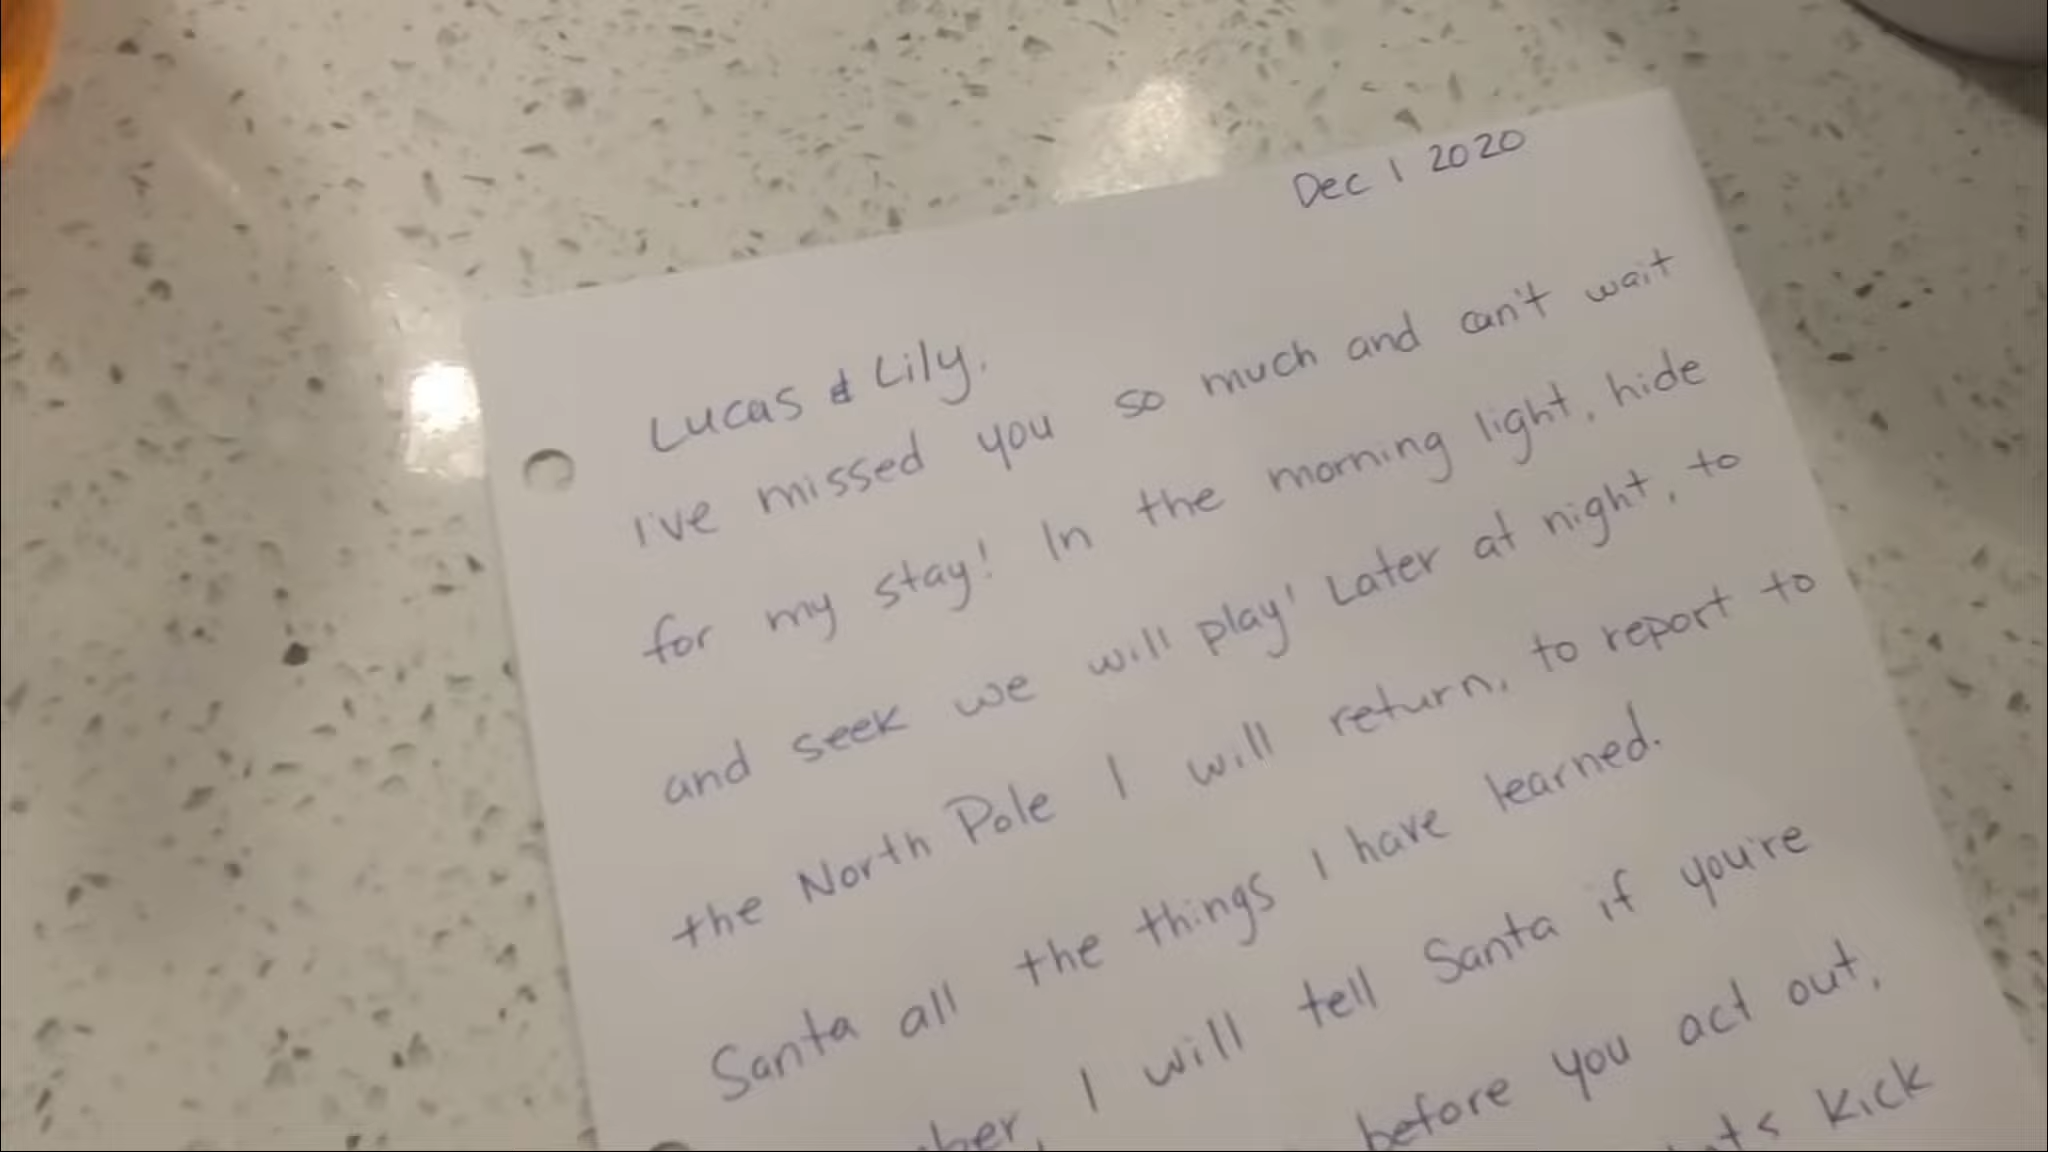 Dec 1 2020
Lucas & Lily,
I've missed you so much and can't wait
for my stay! In the morning light, hide
and seek we will play! Later at night, to
the North Pole I will return, to report to
Santa all the things I have learned.
I will tell Santa if you're
before you act out,
kick